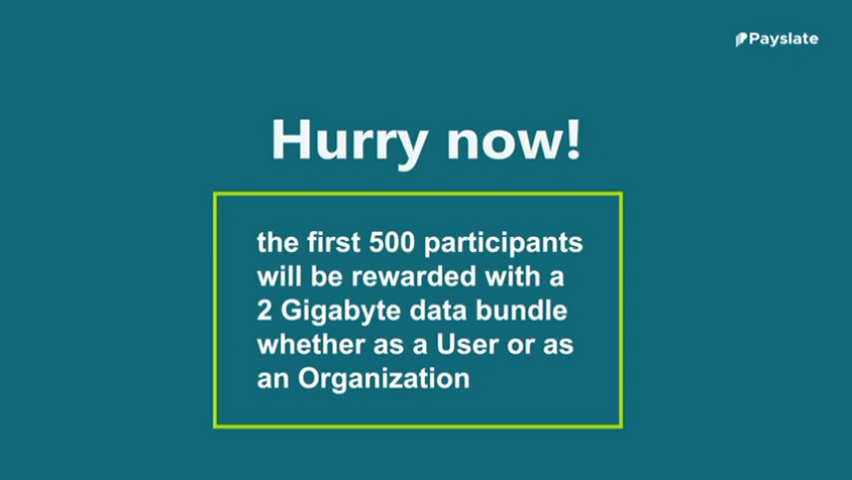 Payslate
Hurry now!
the first 500 participants
will be rewarded with a
2 Gigabyte data bundle
whether as a User or as
an Organization